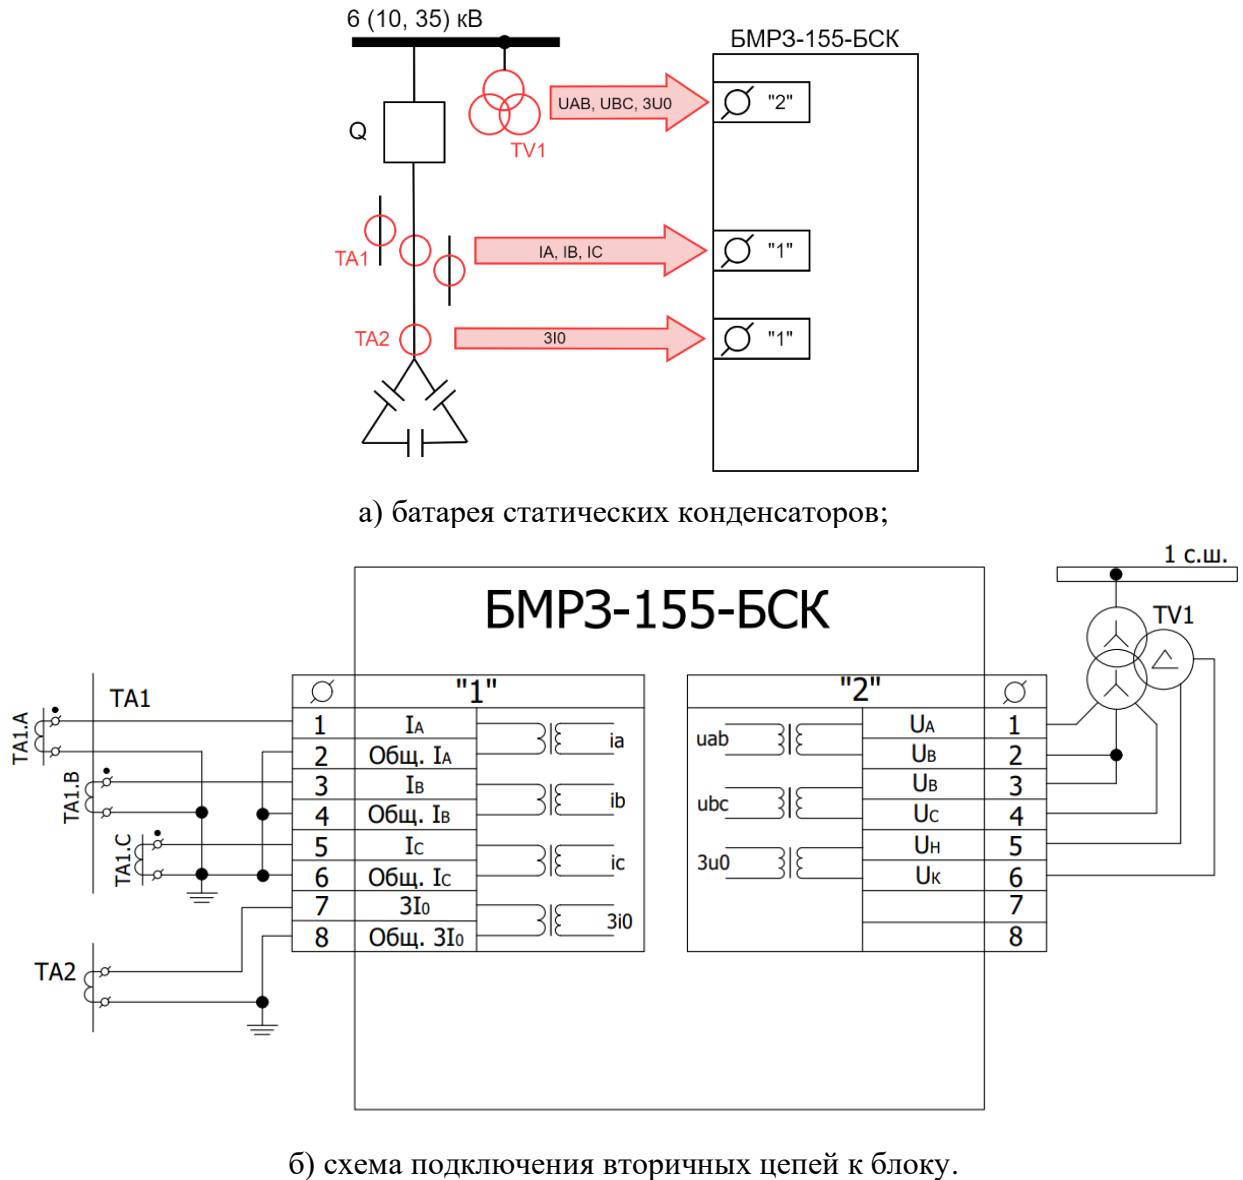 6 (10, 35) кВ
БМРЗ-155-БСК
UAB, UBC, 3U0
"2"
Q
TV1
TA1
IA, IB, IC
"1"
TA2
3I0
"1"
а) батарея статических конденсаторов;
1 с.ш.
БМРЗ-155-БСК
TV1
TA1
"1"
"2"
TA1.A
1
IA
ia
uab
UA
1
2
Общ. IA
UB
2
TA1.B
3
IB
ib
ubc
UB
3
4
Общ. IB
UC
4
TA1.C
5
IC
ic
3u0
UН
5
6
Общ. IC
UК
6
7
3I0
3i0
7
8
Общ. 3I0
8
TA2
б) схема подключения вторичных цепей к блоку.